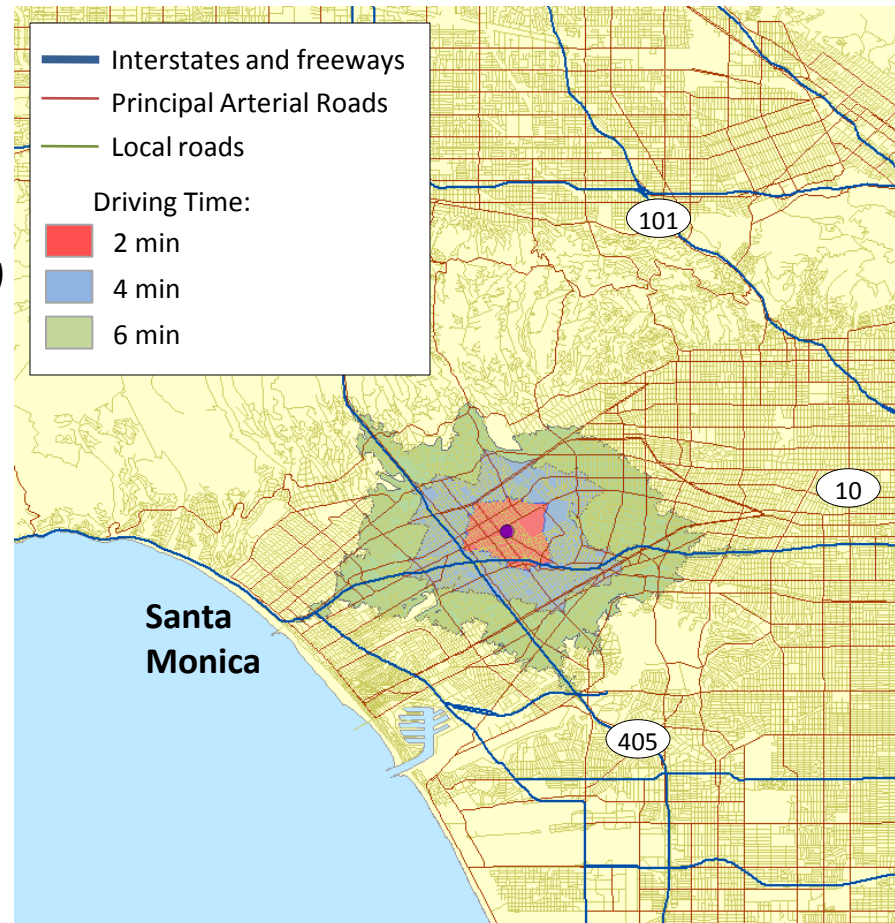 Interstates and freeways
Principal Arterial Roads
Local roads
Driving Time:
2 min
4 min
6 min
)
101
10
Santa
Monica
405